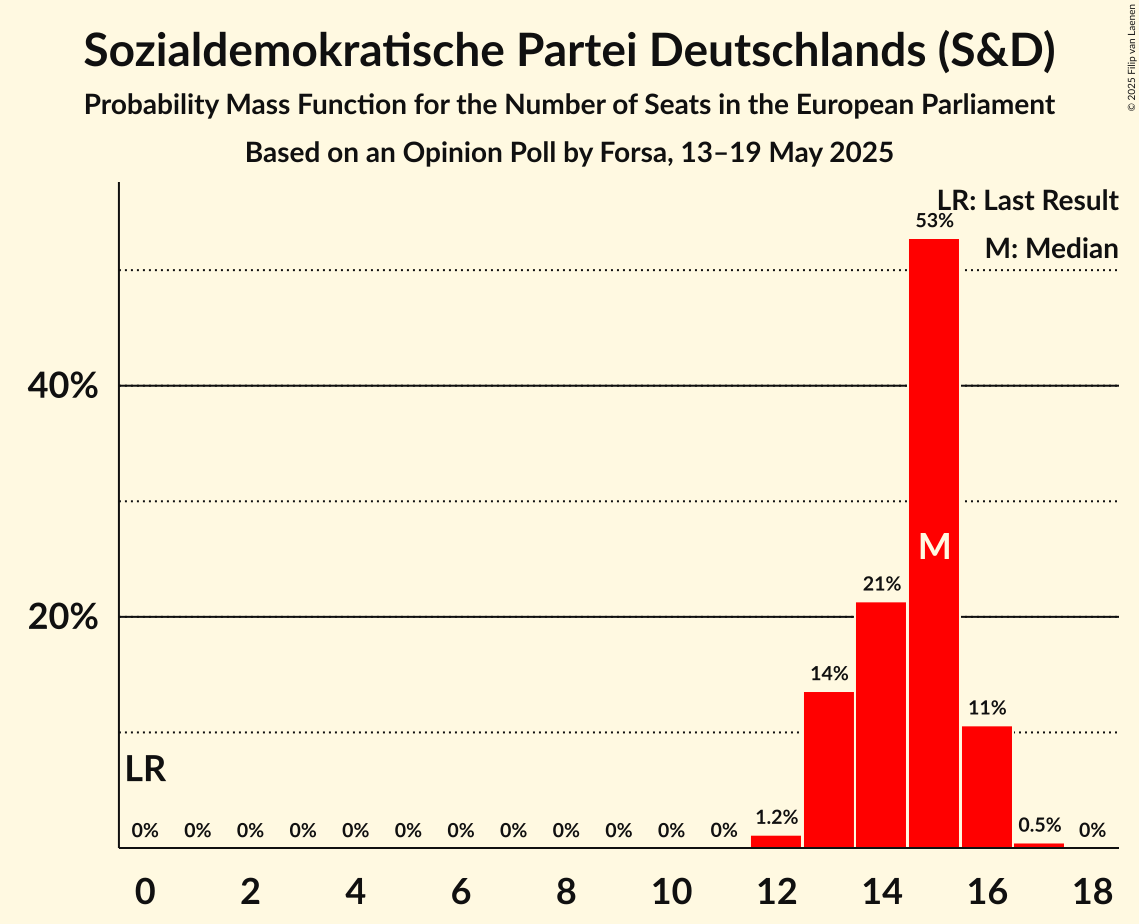 Sozialdemokratische Partei Deutschlands (S&D)
Probability Mass Function for the Number of Seats in the European Parliament
Based on an Opinion Poll by Forsa, 13–19 May 2025
© 2025 Filip van Laenen
LR: Last Result
M: Median
53%
40%
M
21%
20%
14%
11%
LR
0% 0% 0% 0% 0% 0% 0% 0% 0% 0% 0% 0% 1.2% 0.5% 0%
0 2 4 6 8 10 12 14 16 18